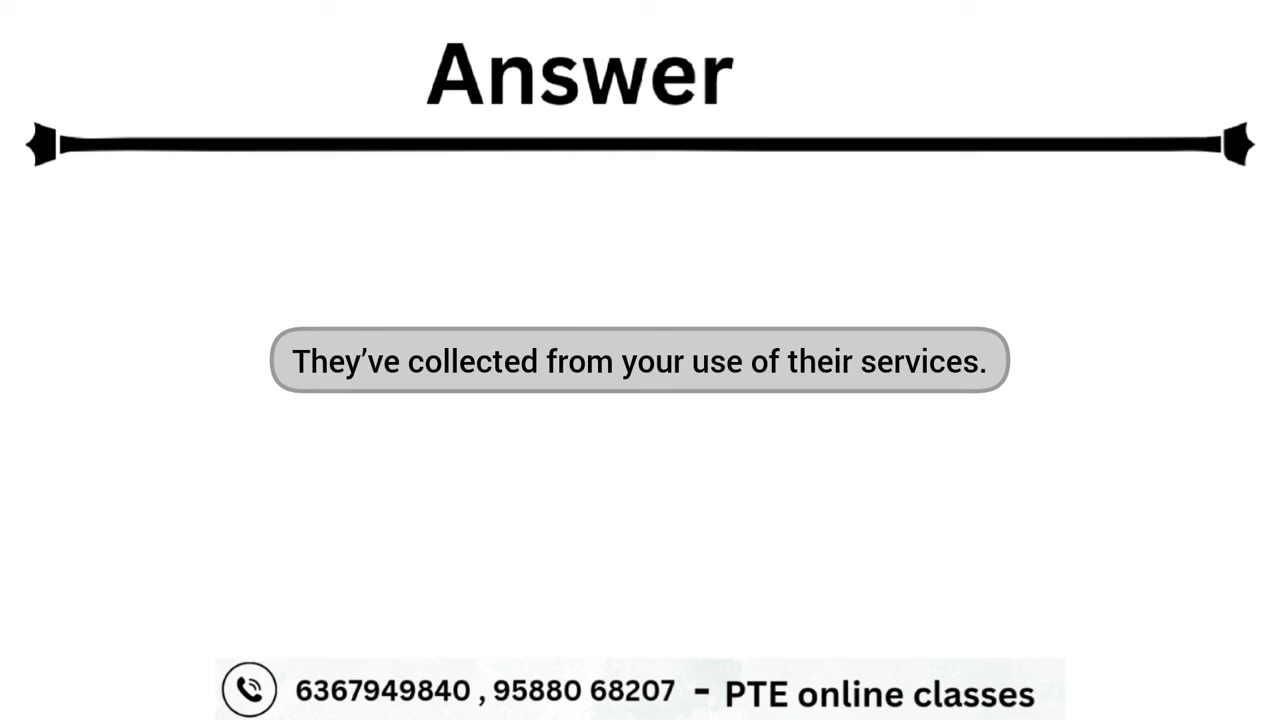 Answer
They’ve collected from your use of their services.
6367949840 , 95880 68207 - PTE online classes